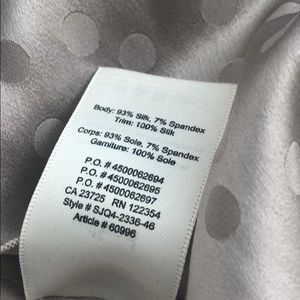 Body: 93% Silk, 7% Spandex
Trim: 100% Silk
Corps: 93% Soie, 7% Spandex
Garniture: 100% Soie
P.O. # 4500062694
P.O. # 4500062695
P.O. # 4500062697
CA 23725 RN 122354
Style # SJQ4-2336-46
Article # 60996